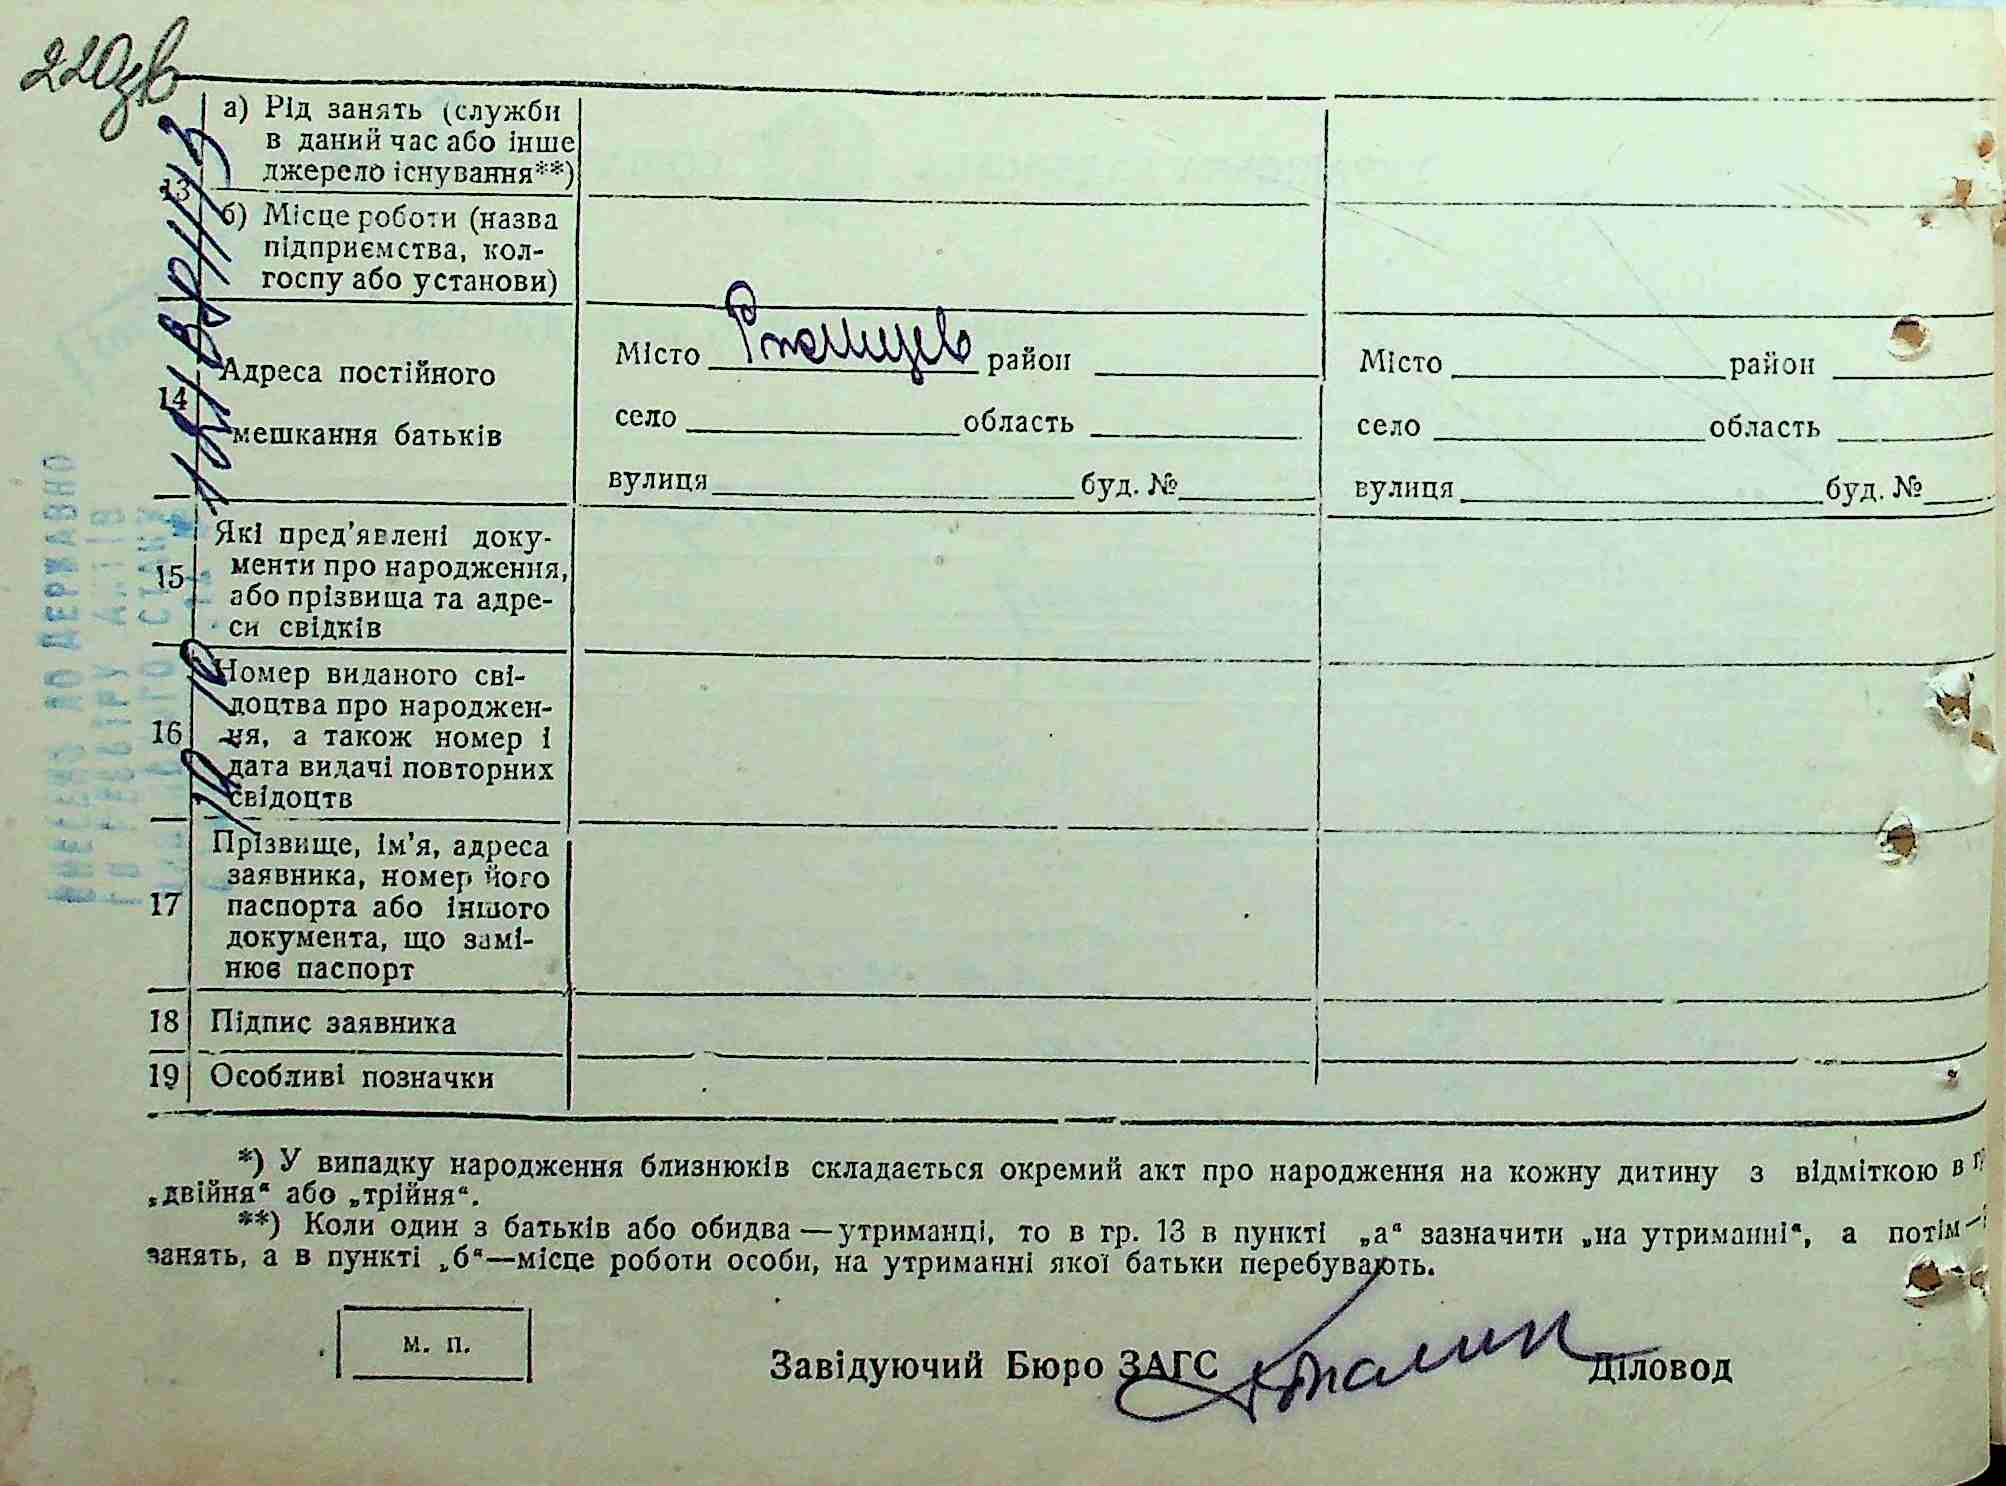 220зв
13
а) Рід занять (служби
в даний час або інше
джерело існування**)
б) Місце роботи (назва
підприємства, кол-
госпу або установи)
14
Адреса постійного
мешкання батьків
Місто район
село область
вулиця буд. №
Місто район
село область
вулиця буд. №
15
Які пред'явлені доку-
менти про народження,
або прізвища та адре-
си свідків
16
Номер виданого сві-
доцтва про народжен-
ня, а також номер і
дата видачі повторних
свідоцтв
17
Прізвище, ім'я, адреса
заявника, номер його
паспорта або іншого
документа, що замі-
нює паспорт
18 Підпис заявника
19 Особливі позначки
ВНЕСЕНО ДО ДЕРЖАВНО
ГО РЕЄСТРУ АКТІВ
*) У випадку народження близнюків складається окремий акт про народження на кожну дитину з відміткою в
„двійня“ або „трійня“.
**) Коли один з батьків або обидва — утриманці, то в гр. 13 в пункті „а“ зазначити „на утриманні“, а потім —
занять, а в пункті „б“—місце роботи особи, на утриманні якої батьки перебувають.
м. п.
Завідуючий Бюро ЗАГС Діловод